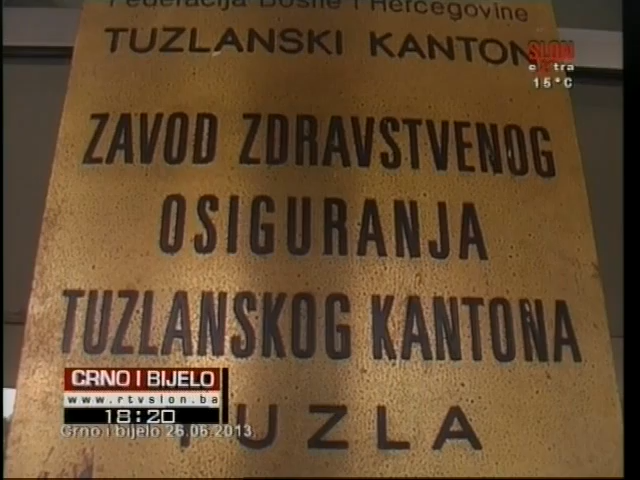 Federacija Bosne i Hercegovine
TUZLANSKI KANTON
SLON
extra
15°C
ZAVOD ZDRAVSTVENOG
OSIGURANJA
TUZLANSKOG KANTONA
TUZLA
CRNO I BIJELO
www.rtvslon.ba
18:20
Crno i bijelo 26.06.2013.